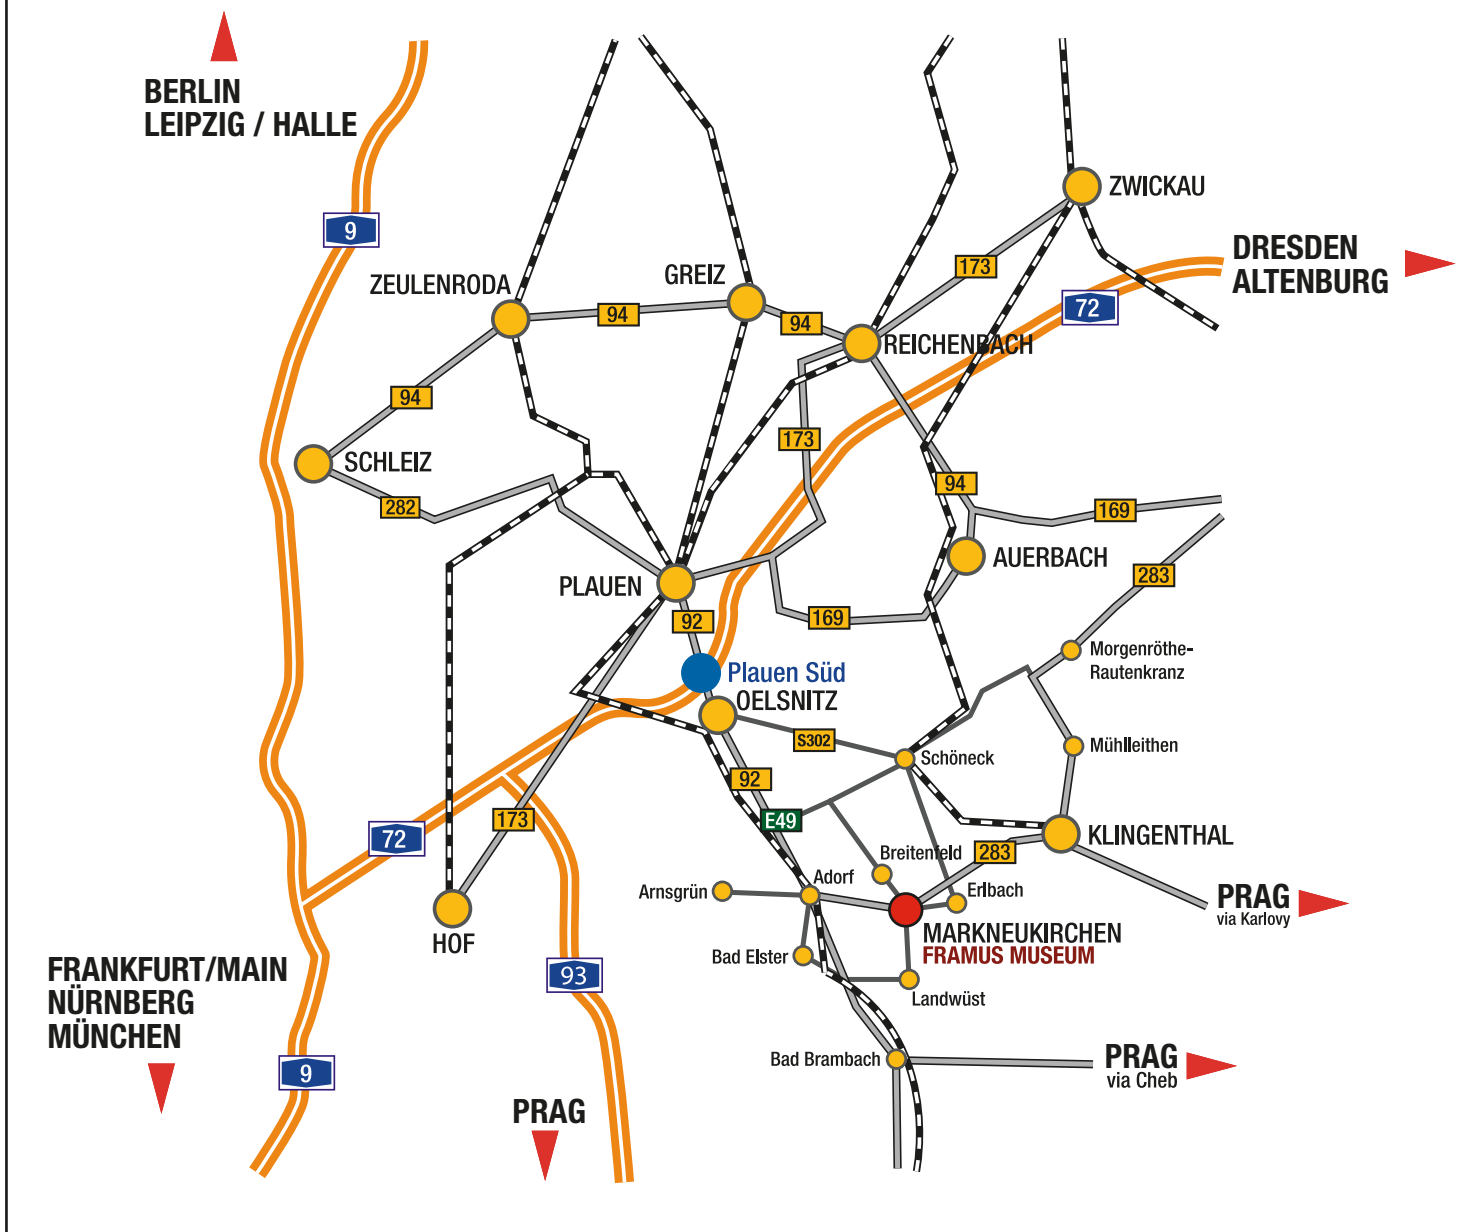 BERLIN
LEIPZIG / HALLE
9
ZWICKAU
DRESDEN
ALTENBURG
173
72
GREIZ
ZEULENRODA
94
94
REICHENBACH
94
173
SCHLEIZ
282
94
169
AUERBACH
283
PLAUEN
92
169
Morgenröthe-
Rautenkranz
Plauen Süd
OELSNITZ
S302
Schöneck
Mühlleithen
92
E49
173
72
KLINGENTHAL
283
Breitenfeld
Adorf
Arnsgrün
Erlbach
PRAG
via Karlovy
HOF
MARKNEUKIRCHEN
FRAMUS MUSEUM
Bad Elster
Landwüst
FRANKFURT/MAIN
NÜRNBERG
MÜNCHEN
93
9
Bad Brambach
PRAG
via Cheb
PRAG